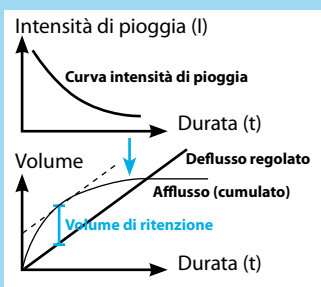 Intensità di pioggia (I)
Curva intensità di pioggia
Durata (t)
Volume
Deflusso regolato
Afflusso (cumulato)
Volume di ritenzione
Durata (t)